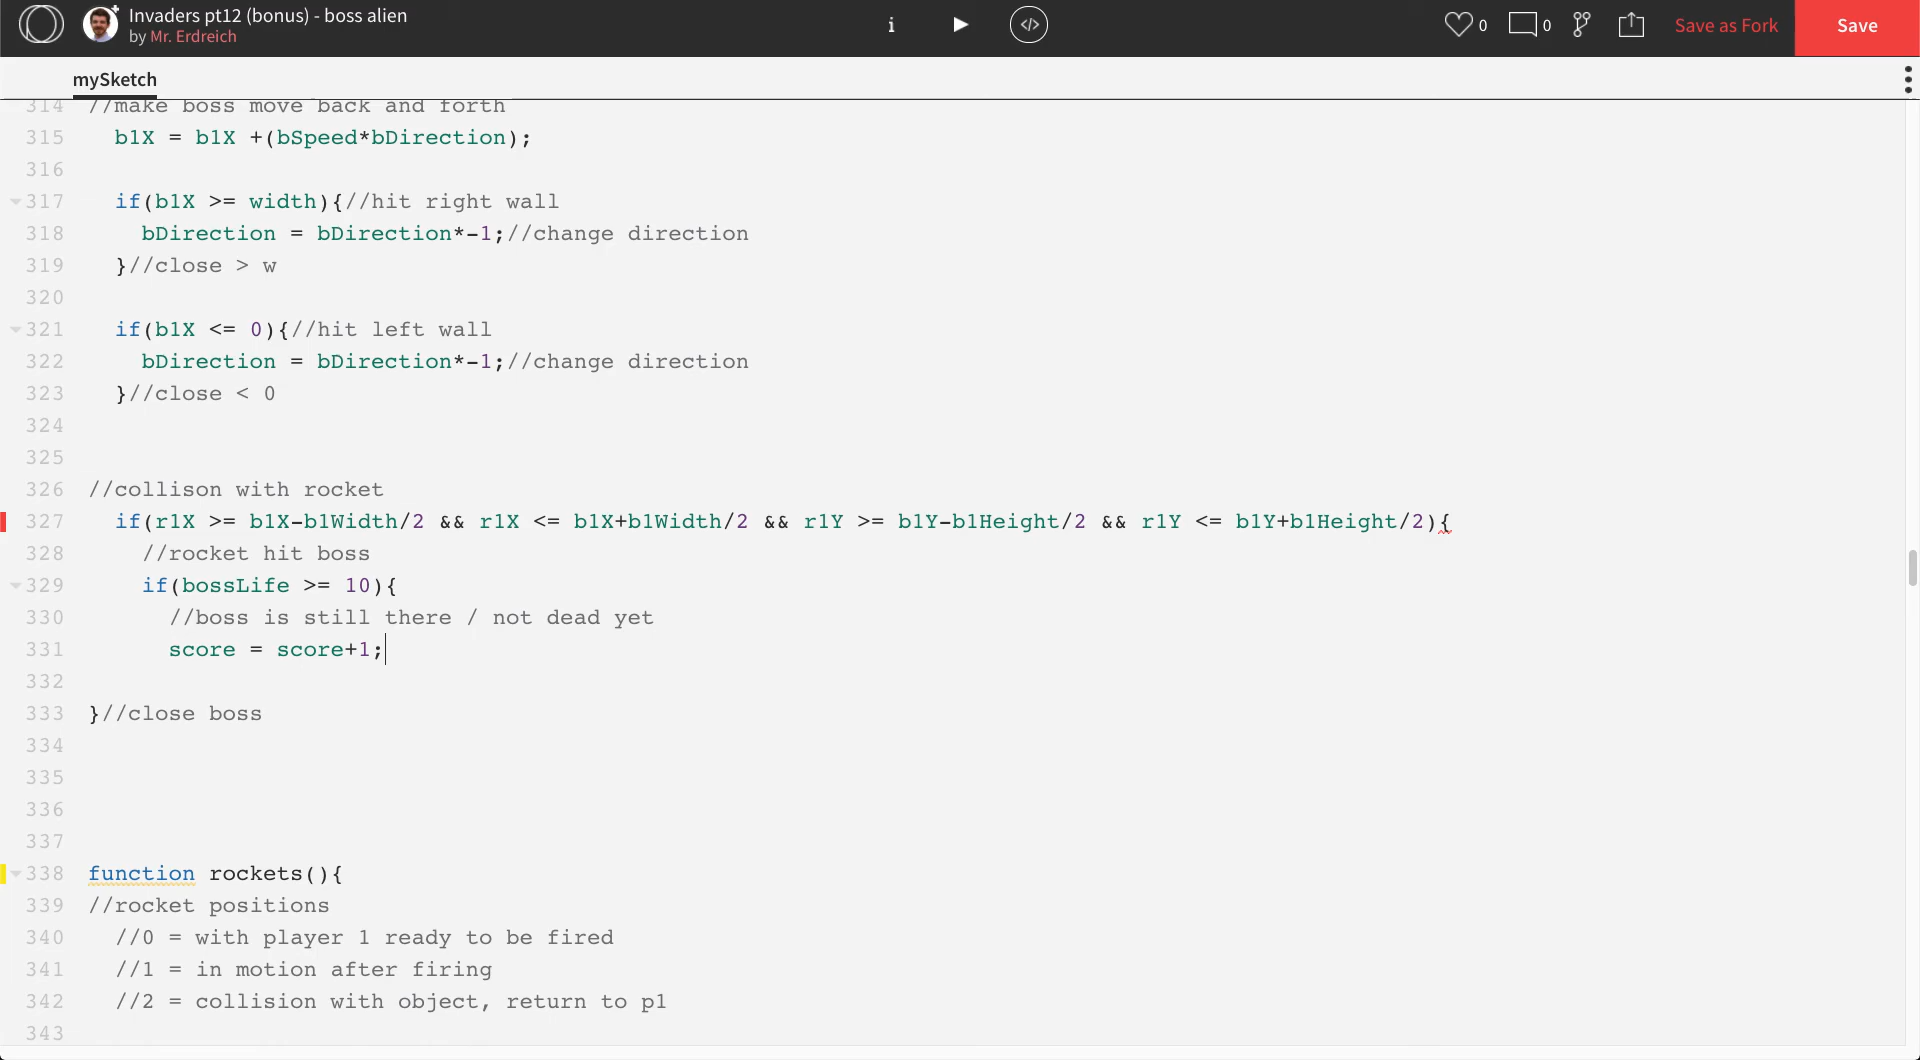 Invaders pt12 (bonus) - boss alien
by Mr. Erdreich
i
</>
0
0
Save as Fork
Save
mySketch
314 //make boss move back and forth
315 b1X = b1X +(bSpeed*bDirection);
316
317 if(b1X >= width){//hit right wall
318 bDirection = bDirection*-1;//change direction
319 }//close > w
320
321 if(b1X <= 0){//hit left wall
322 bDirection = bDirection*-1;//change direction
323 }//close < 0
324
325
326 //collison with rocket
327 if(r1X >= b1X-b1Width/2 && r1X <= b1X+b1Width/2 && r1Y >= b1Y-b1Height/2 && r1Y <= b1Y+b1Height/2){
328 //rocket hit boss
329 if(bossLife >= 10){
330 //boss is still there / not dead yet
331 score = score+1;
332
333 }//close boss
334
335
336
337
338 function rockets(){
339 //rocket positions
340 //0 = with player 1 ready to be fired
341 //1 = in motion after firing
342 //2 = collision with object, return to p1
343